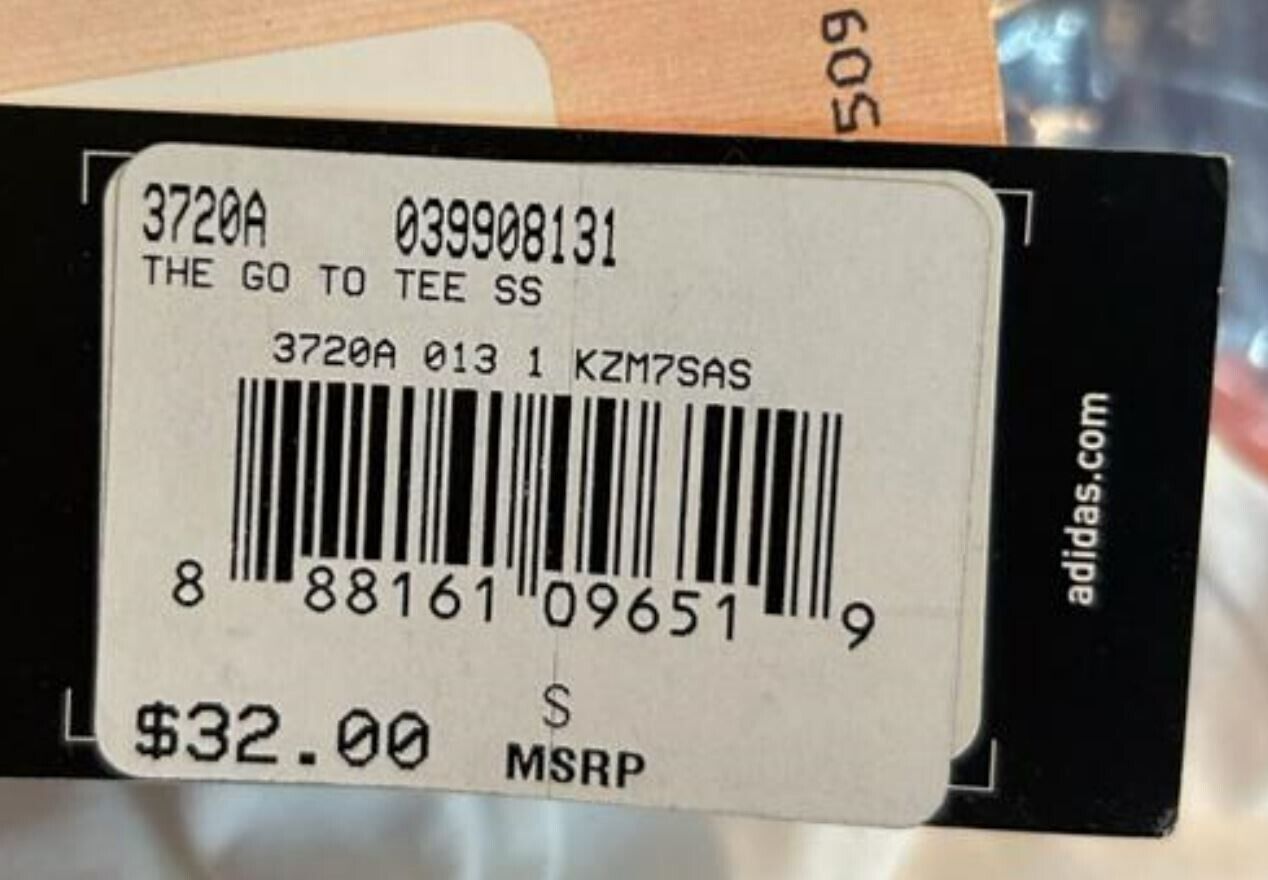 509
3720A 039908131
THE GO TO TEE SS
3720A 013 1 KZM7SAS
8 88161 09651 9
S
$32.00 MSRP
adidas.com